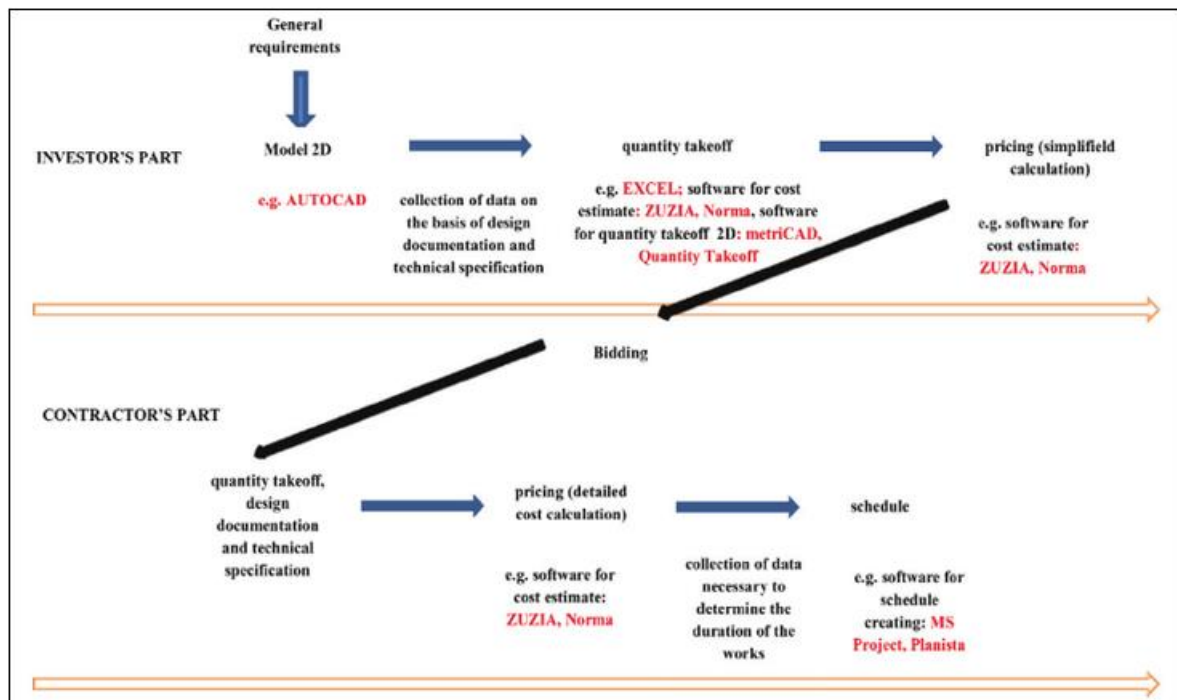 General
requirements
INVESTOR'S PART
Model 2D
e.g. AUTOCAD
collection of data on
the basis of design
documentation and
technical specification
quantity takeoff
e.g. EXCEL; software for cost
estimate: ZUZIA, Norma, software
for quantity takeoff 2D: metriCAD,
Quantity Takeoff
pricing (simplifield
calculation)
e.g. software for
cost estimate:
ZUZIA, Norma
Bidding
CONTRACTOR'S PART
quantity takeoff,
design
documentation
and technical
specification
pricing (detailed
cost calculation)
e.g. software for
cost estimate:
ZUZIA, Norma
collection of data
necessary to
determine the
duration of the
works
schedule
e.g. software for
schedule
creating: MS
Project, Planista